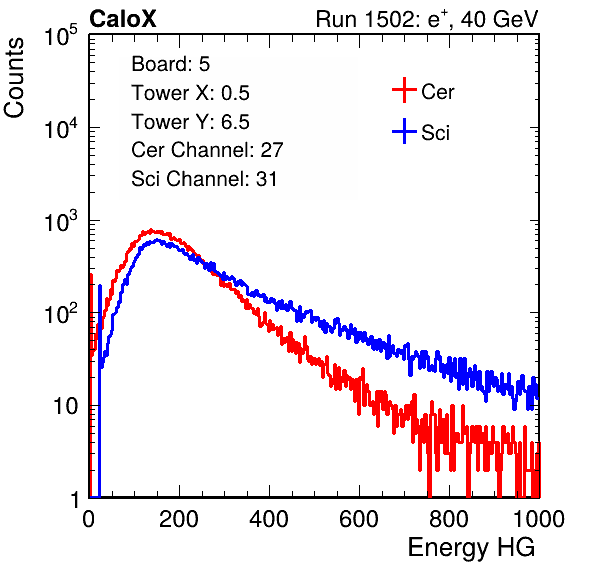 CaloX Run 1502: e⁺, 40 GeV
Board: 5
Tower X: 0.5
Tower Y: 6.5
Cer Channel: 27
Sci Channel: 31
Cer
Sci
Counts
10⁵
10⁴
10³
10²
10
1
0 200 400 600 800 1000
Energy HG